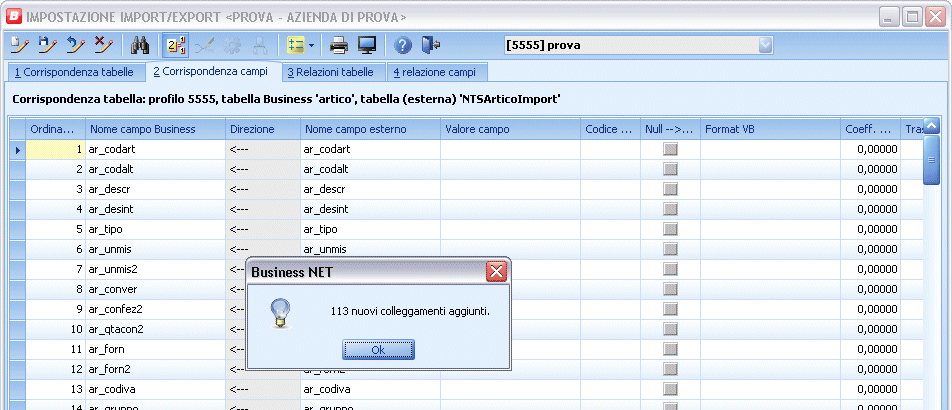 IMPOSTAZIONE IMPORT/EXPORT <PROVA - AZIENDA DI PROVA>
[5555] prova
1 Corrispondenza tabelle 2 Corrispondenza campi 3 Relazioni tabelle 4 relazione campi
Corrispondenza tabella: profilo 5555, tabella Business 'artico', tabella (esterna) 'NTSArticoImport'
Ordina... Nome campo Business Direzione Nome campo esterno Valore campo Codice ... Null -->... Format VB Coeff. ... Tras
1 ar_codart <--- ar_codart 0,00000
2 ar_codalt <--- ar_codalt 0,00000
3 ar_descr <--- ar_descr 0,00000
4 ar_desint <--- ar_desint 0,00000
5 ar_tipo <--- ar_tipo 0,00000
6 ar_unmis <--- ar_unmis 0,00000
7 ar_unmis2 <--- 0,00000
8 ar_conver <--- 0,00000
9 ar_confez2 <--- 0,00000
10 ar_qtacon2 <--- 0,00000
11 ar_forn <--- 0,00000
12 ar_forn2 <--- ar_forn2 0,00000
13 ar_codiva <--- ar_codiva 0,00000
14 ar_gruppo <--- ar_gruppo 0,00000
Business NET
113 nuovi colleggamenti aggiunti.
Ok